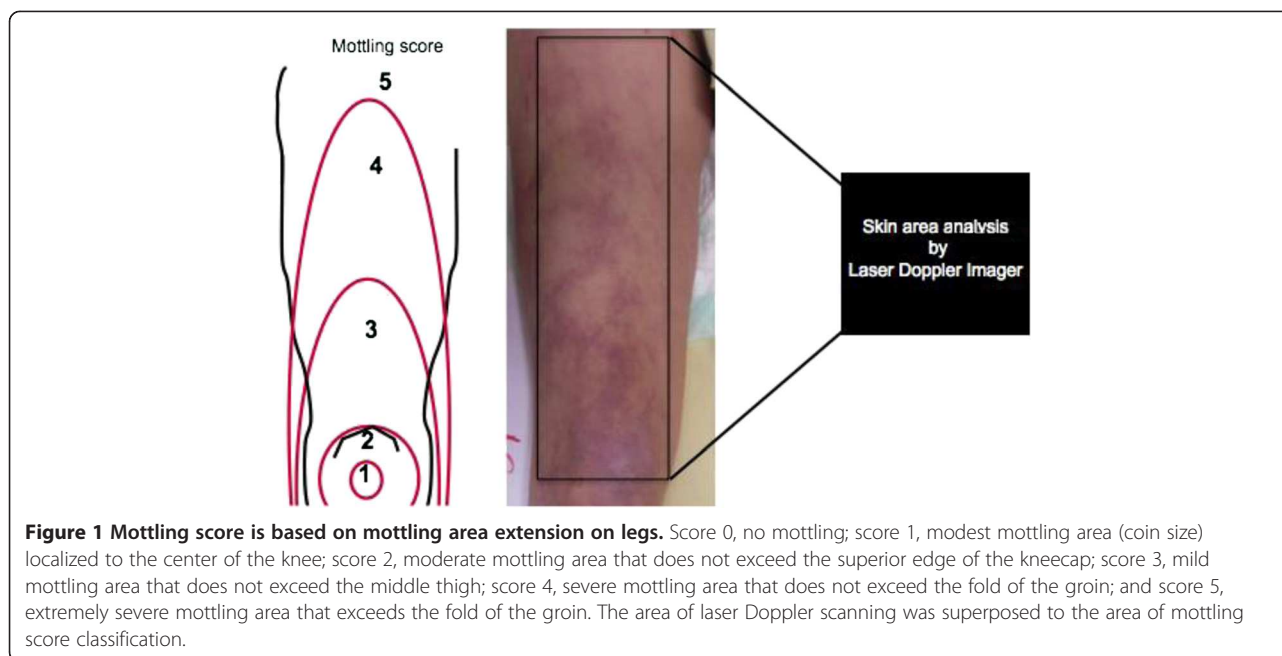 Mottling score
5
4
3
2
1
Skin area analysis
by
Laser Doppler Imager
Figure 1 Mottling score is based on mottling area extension on legs. Score 0, no mottling; score 1, modest mottling area (coin size)
localized to the center of the knee; score 2, moderate mottling area that does not exceed the superior edge of the kneecap; score 3, mild
mottling area that does not exceed the middle thigh; score 4, severe mottling area that does not exceed the fold of the groin; and score 5,
extremely severe mottling area that exceeds the fold of the groin. The area of laser Doppler scanning was superposed to the area of mottling
score classification.